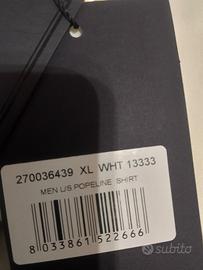 270036439 XL WHT 13333
MEN L/S POPELINE SHIRT
8 033861 522666
subito